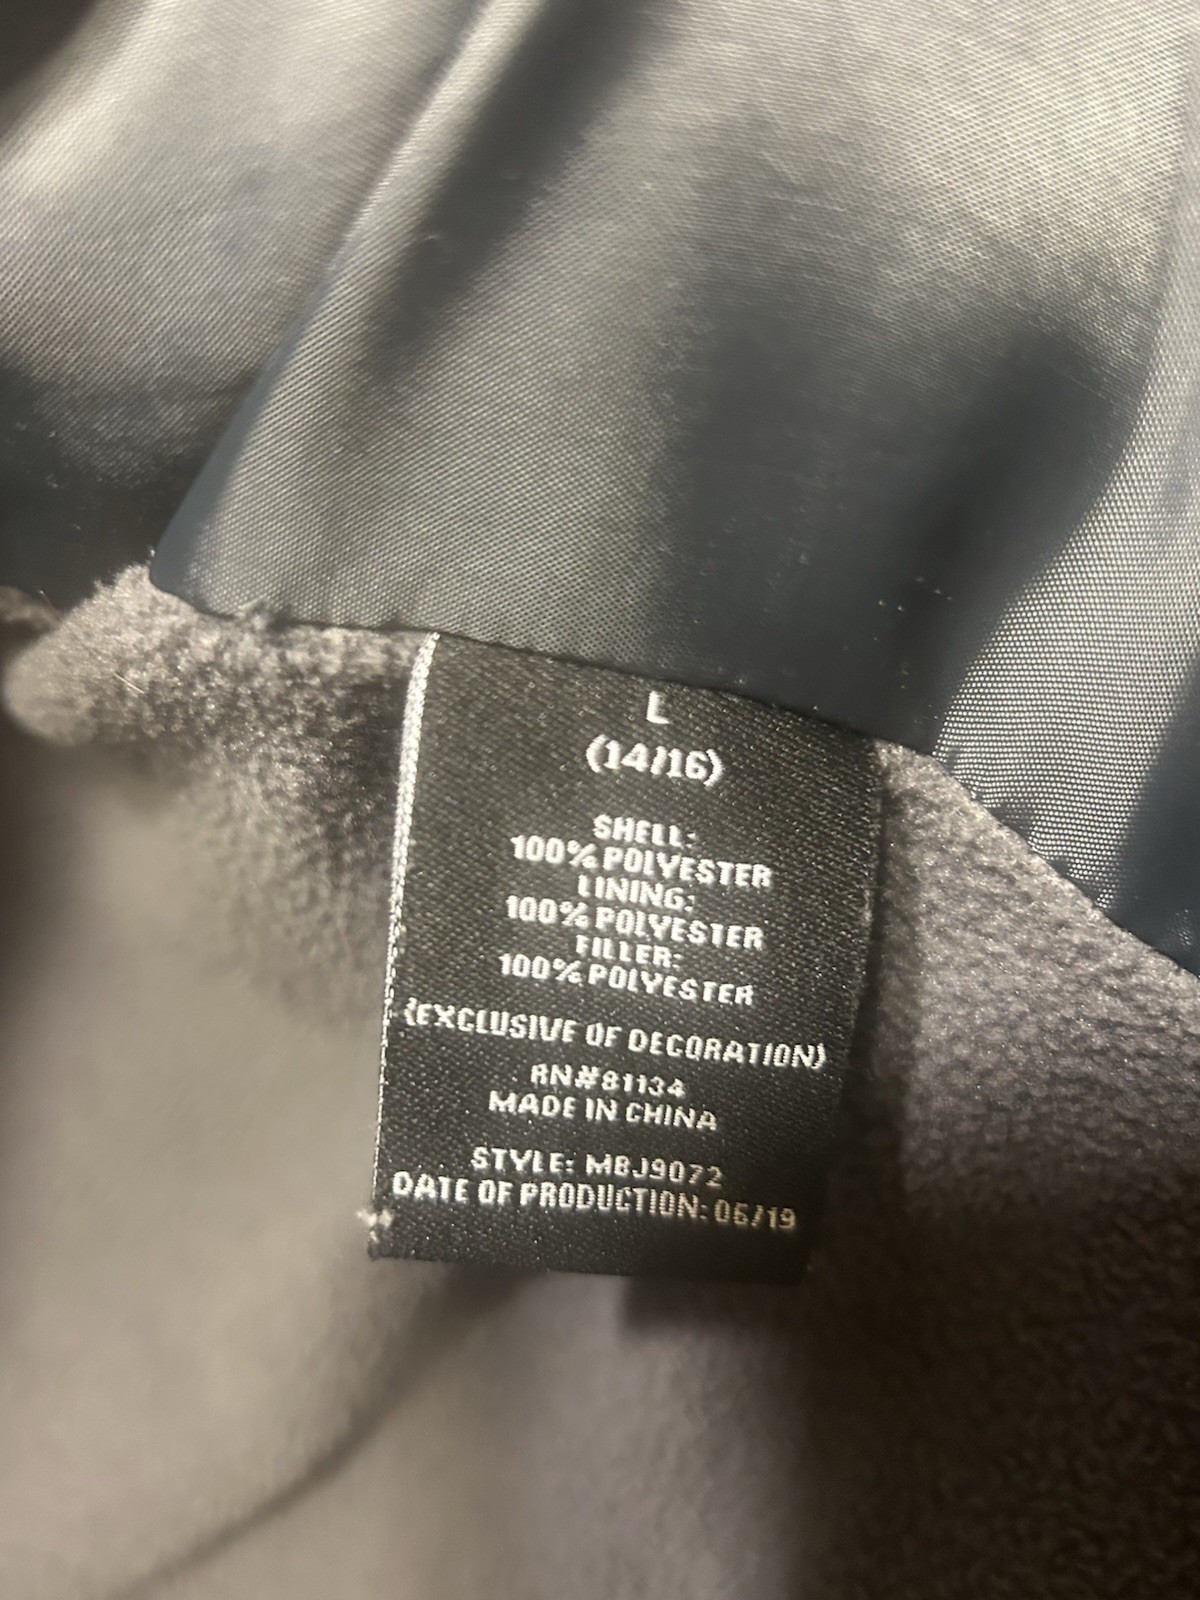 L
(14/16)
SHELL:
100% POLYESTER
LINING:
100% POLYESTER
FILLER:
100% POLYESTER
(EXCLUSIVE OF DECORATION)
RN#81134
MADE IN CHINA
STYLE: MBJ9072
DATE OF PRODUCTION: 06/19